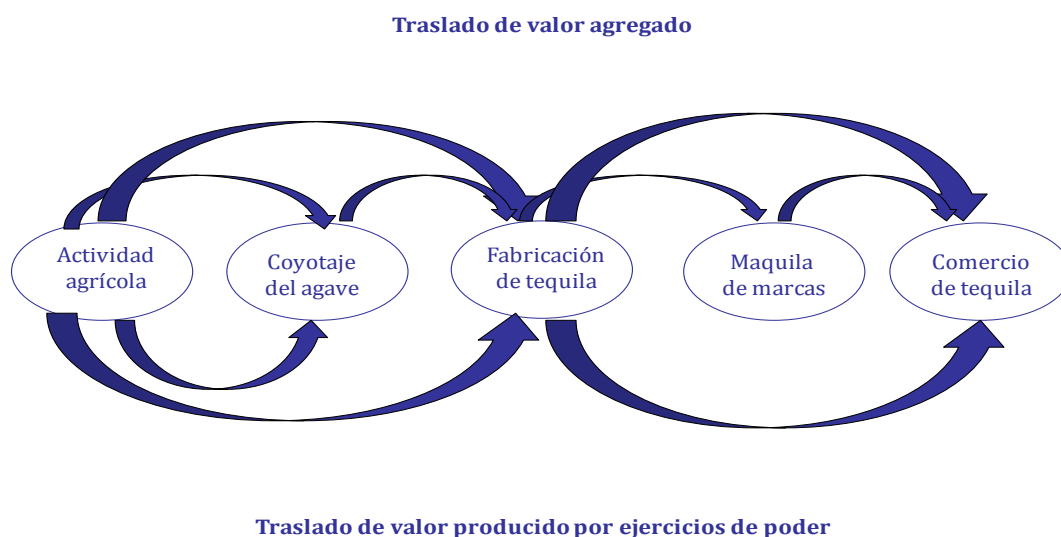 Traslado de valor agregado
Actividad
agrícola
Coyotaje
del agave
Fabricación
de tequila
Maquila
de marcas
Comercio
de tequila
Traslado de valor producido por ejercicios de poder